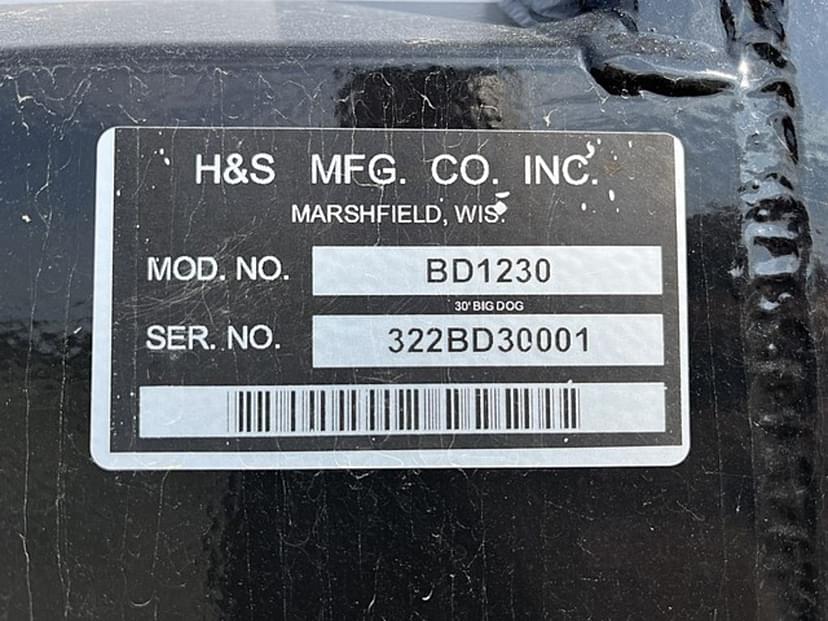 H&S MFG. CO. INC.
MARSHFIELD, WIS.
MOD. NO. BD1230
30' BIG DOG
SER. NO. 322BD30001